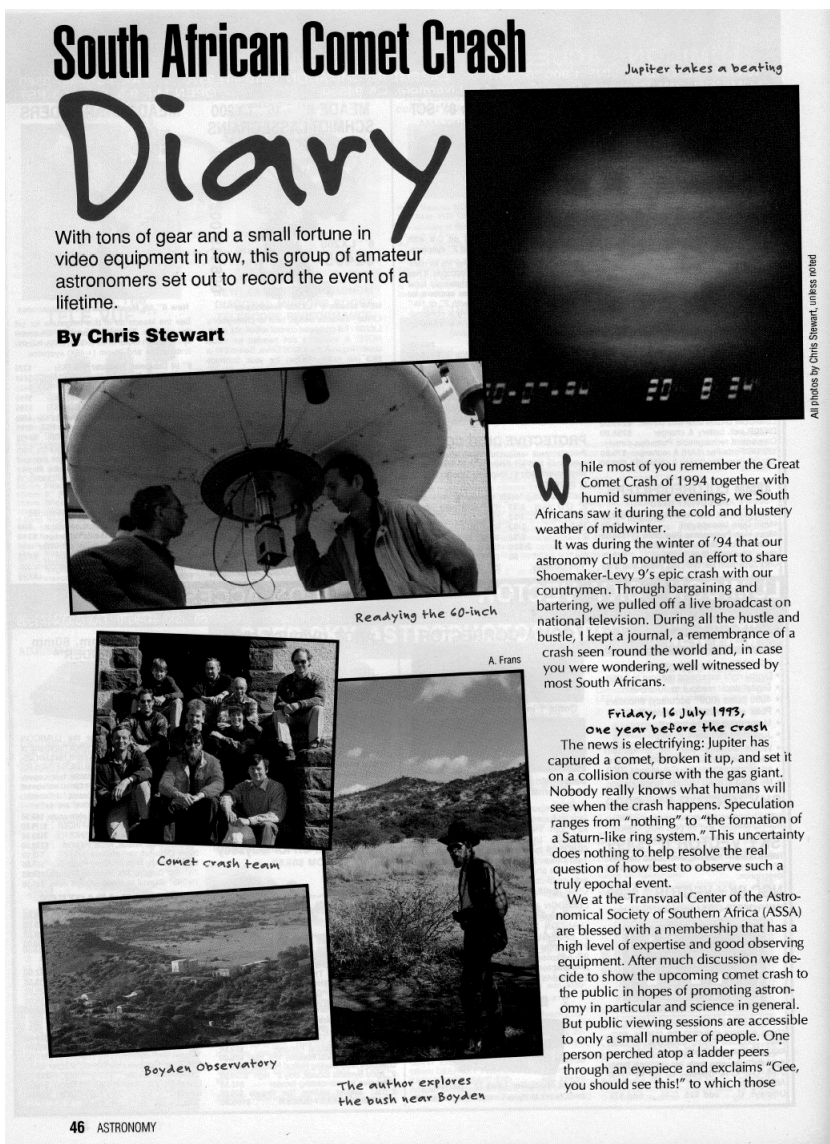 South African Comet Crash
Diary
Jupiter takes a beating
With tons of gear and a small fortune in
video equipment in tow, this group of amateur
astronomers set out to record the event of a
lifetime.
By Chris Stewart
All photos by Chris Stewart, unless noted
Readying the 60-inch
Comet crash team
A. Frans
Boyden Observatory
The author explores
the bush near Boyden
While most of you remember the Great
Comet Crash of 1994 together with
humid summer evenings, we South
Africans saw it during the cold and blustery
weather of midwinter.
It was during the winter of '94 that our
astronomy club mounted an effort to share
Shoemaker-Levy 9's epic crash with our
countrymen. Through bargaining and
bartering, we pulled off a live broadcast on
national television. During all the hustle and
bustle, I kept a journal, a remembrance of a
crash seen 'round the world and, in case
you were wondering, well witnessed by
most South Africans.
Friday, 16 July 1993,
one year before the crash
The news is electrifying: Jupiter has
captured a comet, broken it up, and set it
on a collision course with the gas giant.
Nobody really knows what humans will
see when the crash happens. Speculation
ranges from "nothing" to "the formation of
a Saturn-like ring system." This uncertainty
does nothing to help resolve the real
question of how best to observe such a
truly epochal event.
We at the Transvaal Center of the Astro-
nomical Society of Southern Africa (ASSA)
are blessed with a membership that has a
high level of expertise and good observing
equipment. After much discussion we de-
cide to show the upcoming comet crash to
the public in hopes of promoting astron-
omy in particular and science in general.
But public viewing sessions are accessible
to only a small number of people. One
person perched atop a ladder peers
through an eyepiece and exclaims "Gee,
you should see this!" to which those
46 ASTRONOMY